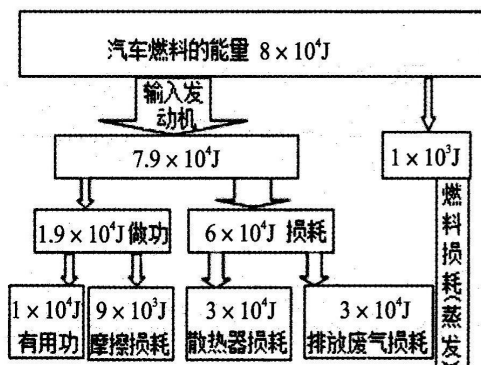 汽车燃料的能量 8×10⁴J
输入发
动机
7.9×10⁴J
1×10³J
1.9×10⁴J 做功
6×10⁴J 损耗
燃料损耗(蒸发)
1×10⁴J
有用功
9×10³J
摩擦损耗
3×10⁴J
散热器损耗
3×10⁴J
排放废气损耗